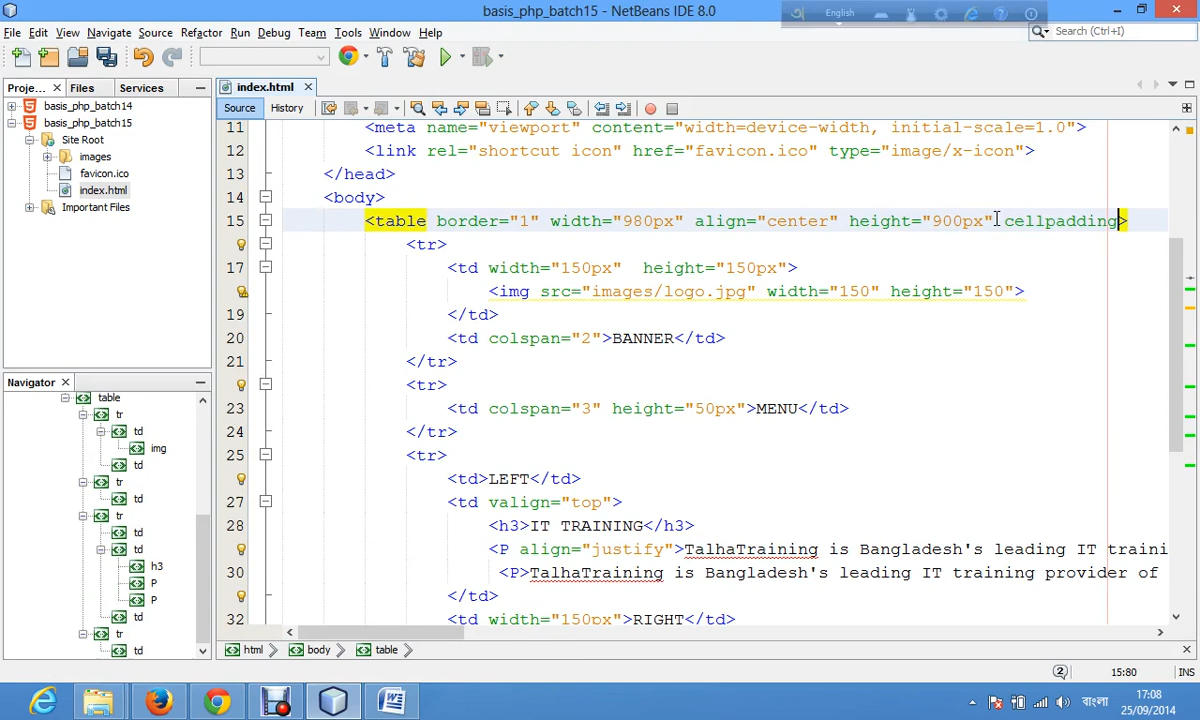 basis_php_batch15 - NetBeans IDE 8.0
English
File Edit View Navigate Source Refactor Run Debug Team Tools Window Help
Search (Ctrl+I)
Proje... Files Services
index.html
Source History
basis_php_batch14
basis_php_batch15
Site Root
images
favicon.ico
index.html
Important Files
11 <meta name="viewport" content="width=device-width, initial-scale=1.0">
12 <link rel="shortcut icon" href="favicon.ico" type="image/x-icon">
13 </head>
14 <body>
15 <table border="1" width="980px" align="center" height="900px" cellpadding>
<tr>
17 <td width="150px"  height="150px">
<img src="images/logo.jpg" width="150" height="150">
19 </td>
20 <td colspan="2">BANNER</td>
21 </tr>
<tr>
23 <td colspan="3" height="50px">MENU</td>
24 </tr>
25 <tr>
<td>LEFT</td>
27 <td valign="top">
28 <h3>IT TRAINING</h3>
<P align="justify">TalhaTraining is Bangladesh's leading IT traini
30 <P>TalhaTraining is Bangladesh's leading IT training provider of
</td>
32 <td width="150px">RIGHT</td>
Navigator
table
tr
td
img
td
tr
td
tr
td
td
h3
P
P
td
tr
td
html body table
2 15:80 INS
বাংলা
17:08
25/09/2014